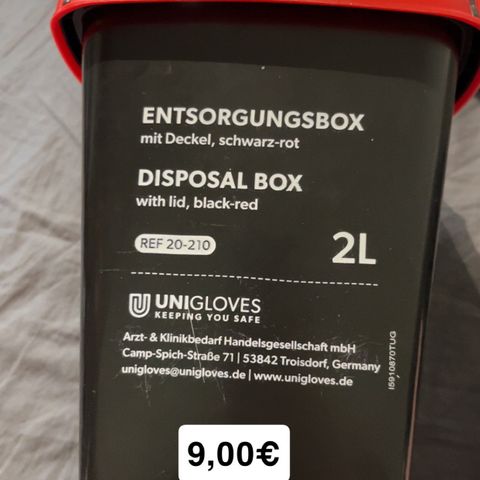 ENTSORGUNGSBOX
mit Deckel, schwarz-rot
DISPOSAL BOX
with lid, black-red
REF 20-210
2L
UNIGLOVES
KEEPING YOU SAFE
Arzt- & Klinikbedarf Handelsgesellschaft mbH
Camp-Spich-Straße 71 | 53842 Troisdorf, Germany
unigloves@unigloves.de | www.unigloves.de
I5910870TUG
9,00€